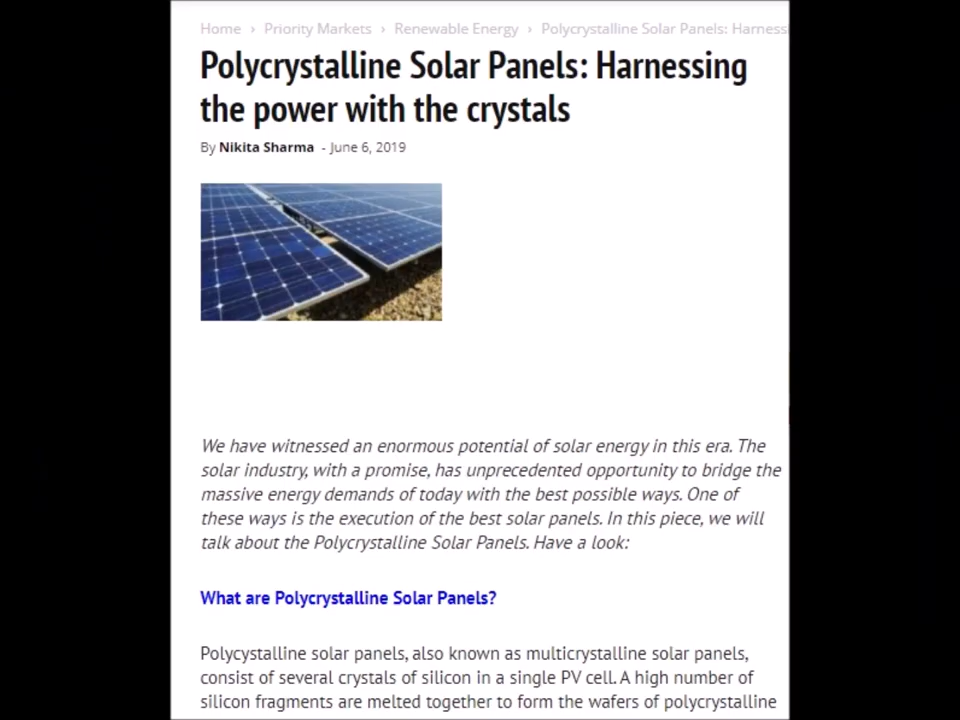 Home › Priority Markets › Renewable Energy › Polycrystalline Solar Panels: Harness
Polycrystalline Solar Panels: Harnessing
the power with the crystals
By Nikita Sharma - June 6, 2019
We have witnessed an enormous potential of solar energy in this era. The
solar industry, with a promise, has unprecedented opportunity to bridge the
massive energy demands of today with the best possible ways. One of
these ways is the execution of the best solar panels. In this piece, we will
talk about the Polycrystalline Solar Panels. Have a look:
What are Polycrystalline Solar Panels?
Polycystalline solar panels, also known as multicrystalline solar panels,
consist of several crystals of silicon in a single PV cell. A high number of
silicon fragments are melted together to form the wafers of polycrystalline